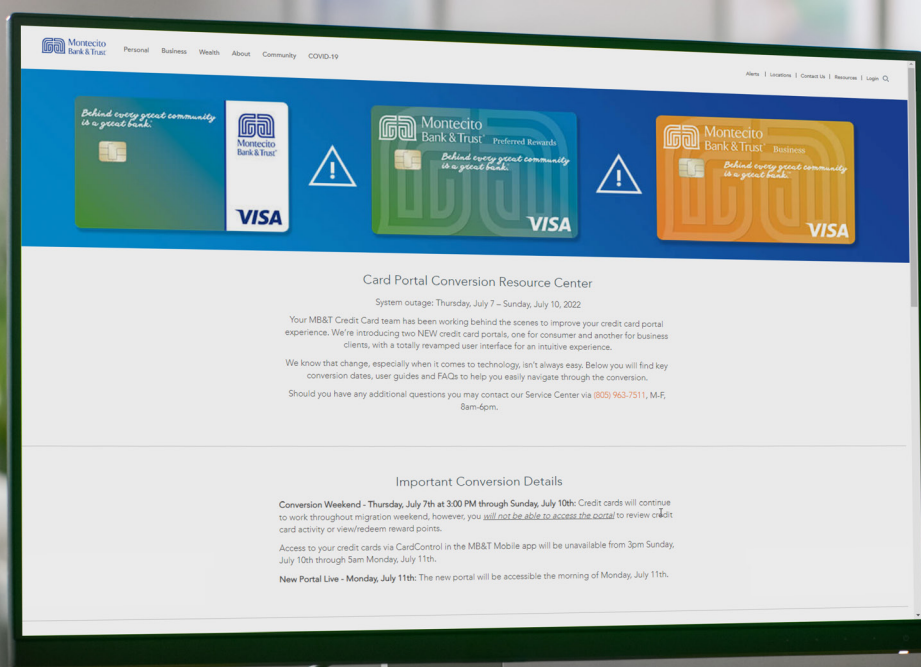 Montecito
Bank & Trust
Personal Business Wealth About Community COVID-19
Alerts | Locations | Contact Us | Resources | Login
Behind every great community
is a great bank.
Montecito
Bank & Trust
VISA
Montecito
Bank & Trust Preferred Rewards
Behind every great community
is a great bank.
VISA
Montecito
Bank & Trust Business
Behind every great community
is a great bank.
VISA
Card Portal Conversion Resource Center
System outage: Thursday, July 7 – Sunday, July 10, 2022
Your MB&T Credit Card team has been working behind the scenes to improve your credit card portal
experience. We're introducing two NEW credit card portals, one for consumer and another for business
clients, with a totally revamped user interface for an intuitive experience.
We know that change, especially when it comes to technology, isn't always easy. Below you will find key
conversion dates, user guides and FAQs to help you easily navigate through the conversion.
Should you have any additional questions you may contact our Service Center via (805) 963-7511, M-F,
8am-6pm.
Important Conversion Details
Conversion Weekend - Thursday, July 7th at 3:00 PM through Sunday, July 10th: Credit cards will continue
to work throughout migration weekend, however, you will not be able to access the portal to review credit
card activity or view/redeem reward points.
Access to your credit cards via CardControl in the MB&T Mobile app will be unavailable from 3pm Sunday,
July 10th through 5am Monday, July 11th.
New Portal Live - Monday, July 11th: The new portal will be accessible the morning of Monday, July 11th.